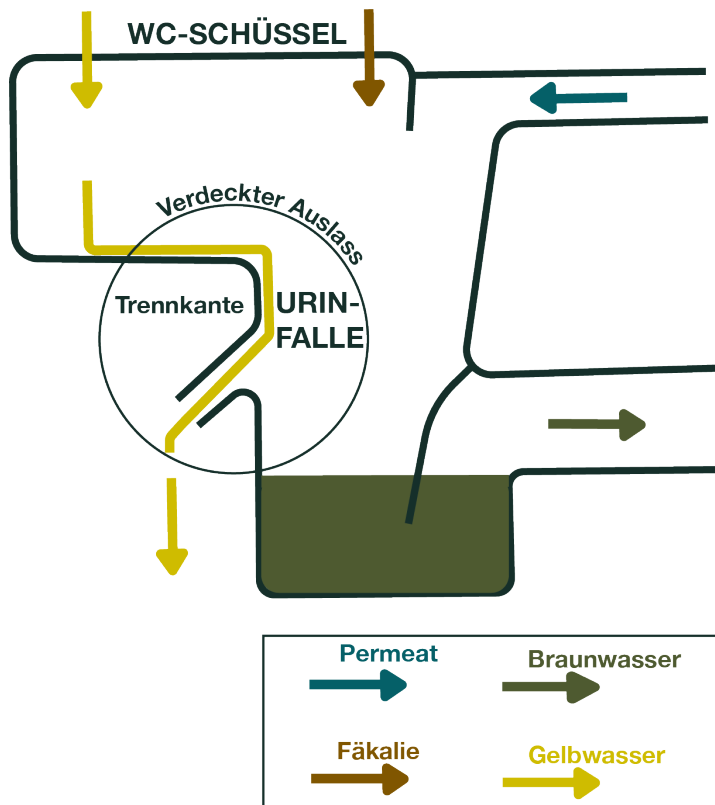 WC-SCHÜSSEL
Verdeckter Auslass
Trennkante
URIN-
FALLE
Permeat
Braunwasser
Fäkalie
Gelbwasser